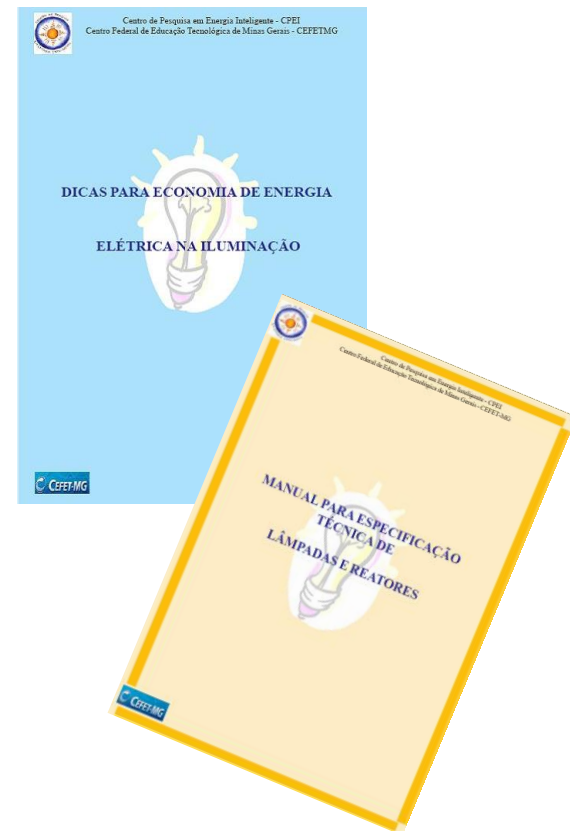 Centro de Pesquisa em Energia Inteligente - CPEI
Centro Federal de Educação Tecnológica de Minas Gerais - CEFETMG
DICAS PARA ECONOMIA DE ENERGIA
ELÉTRICA NA ILUMINAÇÃO
CEFET-MG
Centro de Pesquisa em Energia Inteligente - CPEI
Centro Federal de Educação Tecnológica de Minas Gerais - CEFET-MG
MANUAL PARA ESPECIFICAÇÃO
TÉCNICA DE
LÂMPADAS E REATORES
CEFET-MG